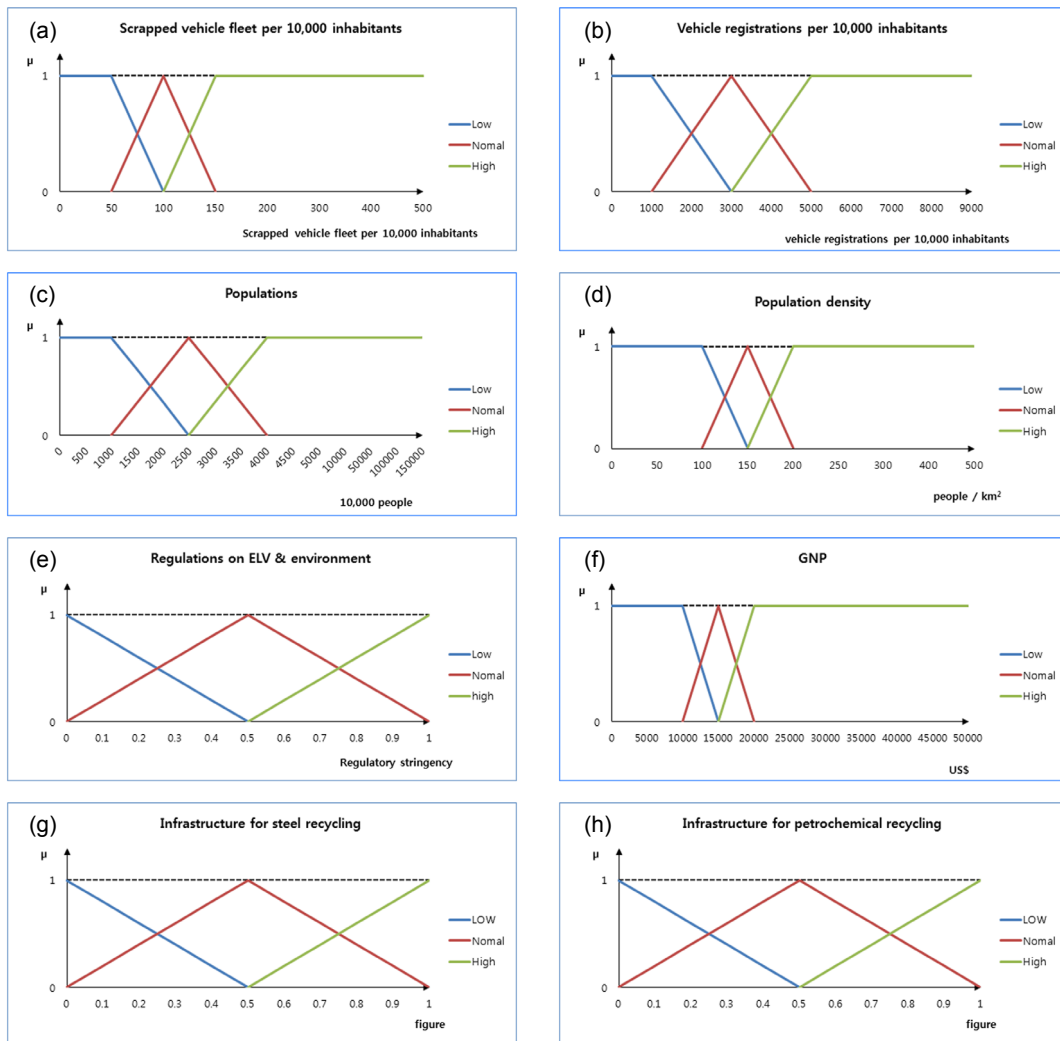 (a)
Scrapped vehicle fleet per 10,000 inhabitants
μ
1
0
0 50 100 150 200 300 400 500
Scrapped vehicle fleet per 10,000 inhabitants
Low
Nomal
High
(b)
Vehicle registrations per 10,000 inhabitants
μ
1
0
0 1000 2000 3000 4000 5000 6000 7000 8000 9000
vehicle registrations per 10,000 inhabitants
Low
Nomal
High
(c)
Populations
μ
1
0
0 500 1000 1500 2000 2500 3000 3500 4000 4500 5000 10000 50000 100000 150000
10,000 people
Low
Nomal
High
(d)
Population density
μ
1
0
0 50 100 150 200 300 400 500
people / km²
Low
Nomal
High
(e)
Regulations on ELV & environment
μ
1
0
0 0.1 0.2 0.3 0.4 0.5 0.6 0.7 0.8 0.9 1
Regulatory stringency
Low
Nomal
high
(f)
GNP
μ
1
0
0 5000 10000 15000 20000 25000 30000 35000 40000 45000 50000
US$
Low
Nomal
High
(g)
Infrastructure for steel recycling
μ
1
0
0 0.1 0.2 0.3 0.4 0.5 0.6 0.7 0.8 0.9 1
figure
LOW
Nomal
High
(h)
Infrastructure for petrochemical recycling
μ
1
0
0 0.1 0.2 0.3 0.4 0.5 0.6 0.7 0.8 0.9 1
figure
LOW
Nomal
High